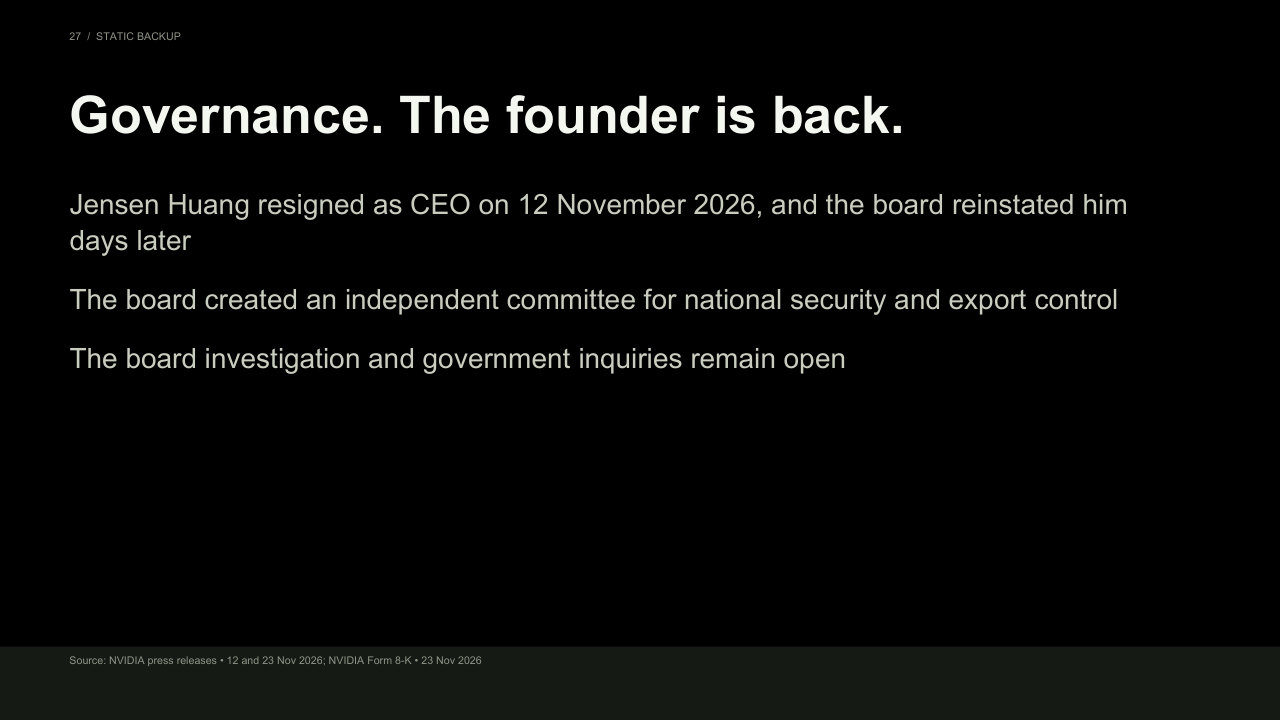 27 / STATIC BACKUP
Governance. The founder is back.
Jensen Huang resigned as CEO on 12 November 2026, and the board reinstated him
days later
The board created an independent committee for national security and export control
The board investigation and government inquiries remain open
Source: NVIDIA press releases • 12 and 23 Nov 2026; NVIDIA Form 8-K • 23 Nov 2026